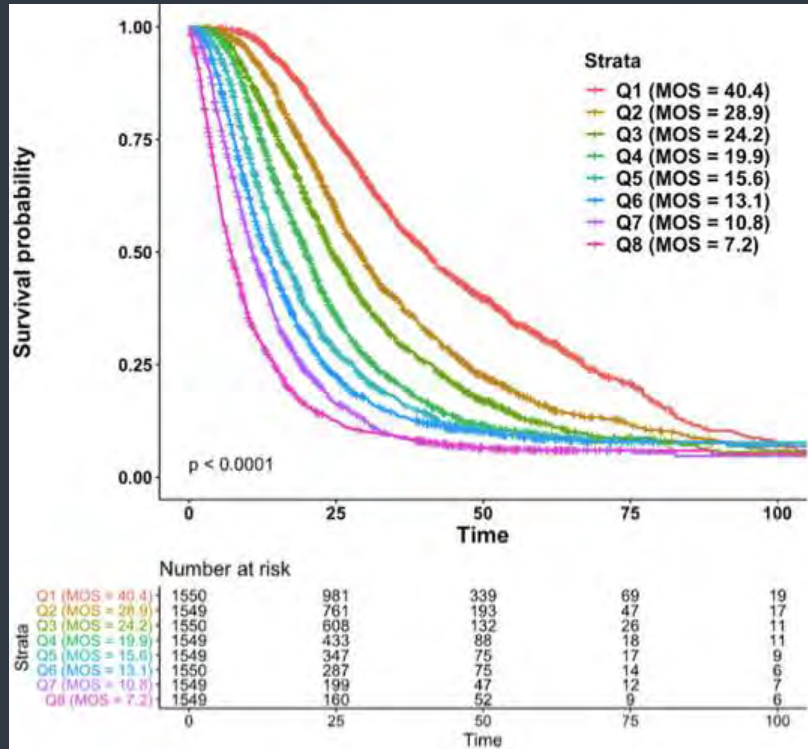 1.00
0.75
0.50
0.25
0.00
Survival probability
Strata
Q1 (MOS = 40.4)
Q2 (MOS = 28.9)
Q3 (MOS = 24.2)
Q4 (MOS = 19.9)
Q5 (MOS = 15.6)
Q6 (MOS = 13.1)
Q7 (MOS = 10.8)
Q8 (MOS = 7.2)
p < 0.0001
0 25 50 75 100
Time
Number at risk
Strata
Q1 (MOS = 40.4) 1550 981 339 69 19
Q2 (MOS = 28.9) 1549 761 193 47 17
Q3 (MOS = 24.2) 1550 608 132 26 11
Q4 (MOS = 19.9) 1549 433 88 18 11
Q5 (MOS = 15.6) 1549 347 75 17 9
Q6 (MOS = 13.1) 1550 287 75 14 6
Q7 (MOS = 10.8) 1549 199 47 12 7
Q8 (MOS = 7.2) 1549 160 52 9 6
0 25 50 75 100
Time